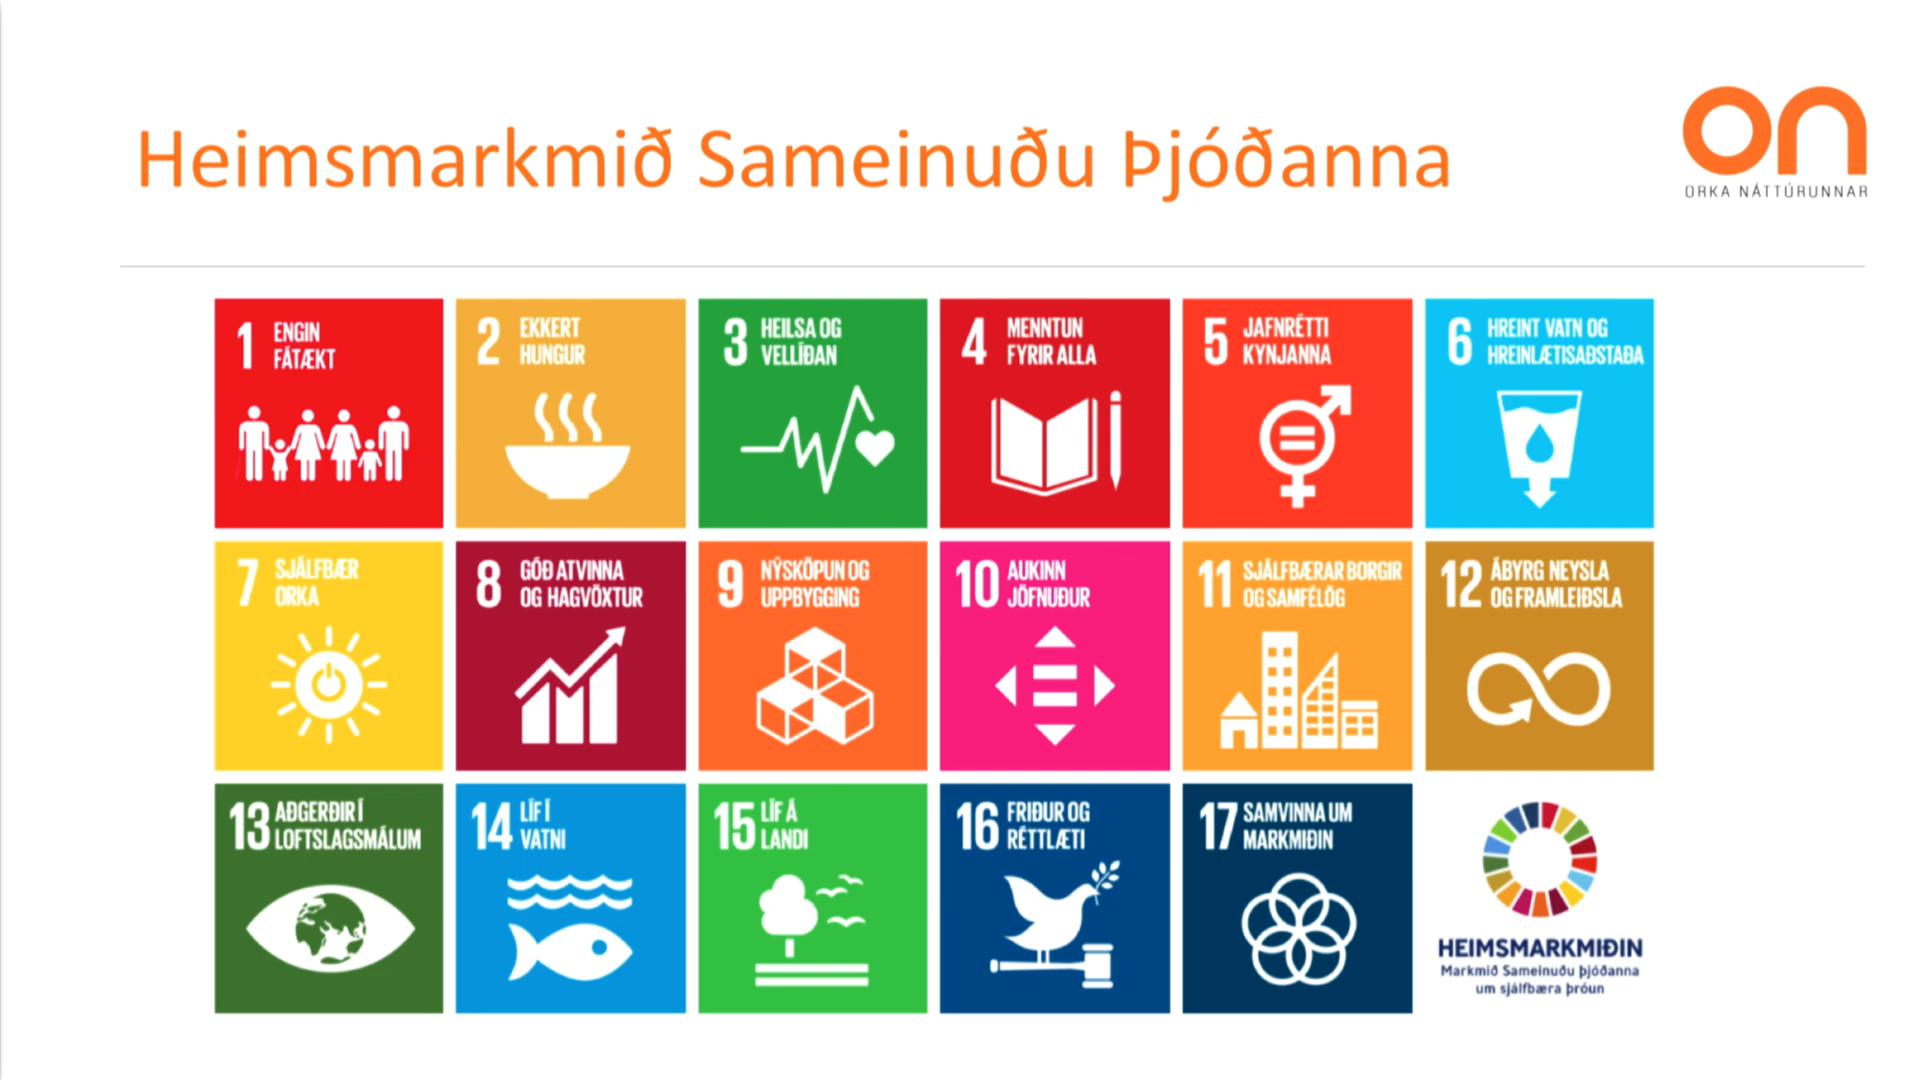 Heimsmarkmið Sameinuðu Þjóðanna
on
ORKA NÁTTÚRUNNAR
1 ENGIN
FÁTÆKT
2 EKKERT
HUNGUR
3 HEILSA OG
VELLÍÐAN
4 MENNTUN
FYRIR ALLA
5 JAFNRÉTTI
KYNJANNA
6 HREINT VATN OG
HREINLÆTISAÐSTAÐA
7 SJÁLFBÆR
ORKA
8 GÓÐ ATVINNA
OG HAGVÖXTUR
9 NÝSKÖPUN OG
UPPBYGGING
10 AUKINN
JÖFNUÐUR
11 SJÁLFBÆRAR BORGIR
OG SAMFÉLÖG
12 ÁBYRG NEYSLA
OG FRAMLEIÐSLA
13 AÐGERÐIR Í
LOFTSLAGSMÁLUM
14 LÍF Í
VATNI
15 LÍF Á
LANDI
16 FRIÐUR OG
RÉTTLÆTI
17 SAMVINNA UM
MARKMIÐIN
HEIMSMARKMIÐIN
Markmið Sameinuðu þjóðanna
um sjálfbæra þróun